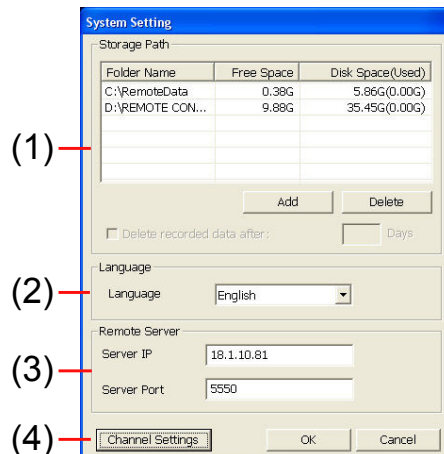 System Setting
Storage Path
Folder Name Free Space Disk Space(Used)
C:\RemoteData 0.38G 5.86G(0.00G)
D:\REMOTE CON... 9.88G 35.45G(0.00G)
(1)
Add Delete
Delete recorded data after: Days
Language
(2) Language English
Remote Server
Server IP 18.1.10.81
(3)
Server Port 5550
(4) Channel Settings OK Cancel